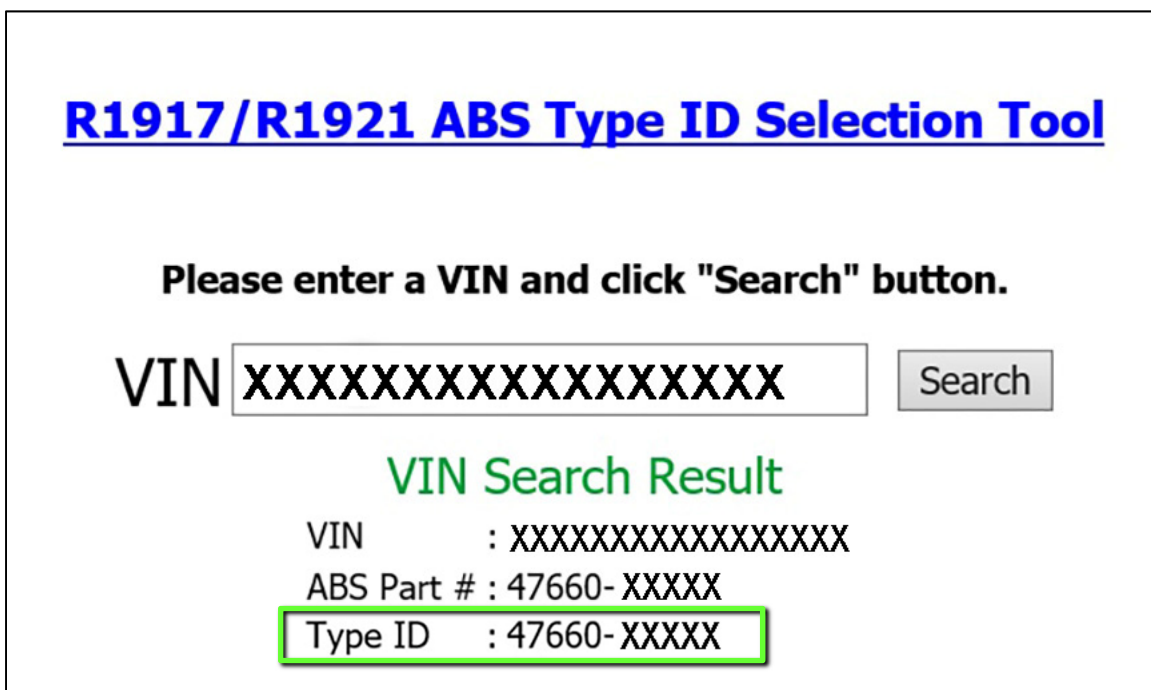 R1917/R1921 ABS Type ID Selection Tool
Please enter a VIN and click "Search" button.
VIN XXXXXXXXXXXXXXXXX Search
VIN Search Result
VIN : XXXXXXXXXXXXXXXXX
ABS Part # : 47660-XXXXX
Type ID : 47660-XXXXX